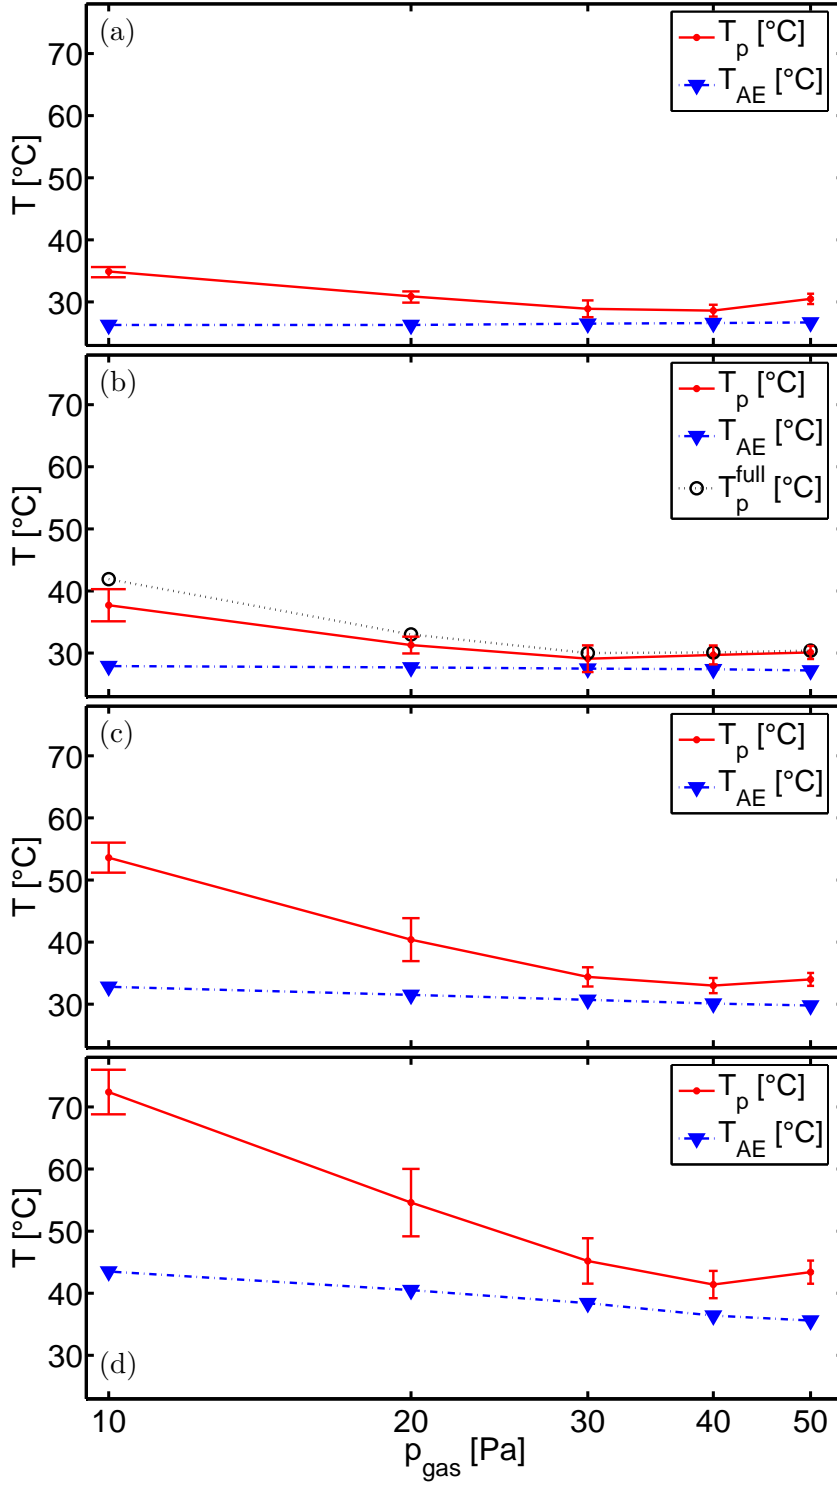 (a)
T_p [°C]
T_AE [°C]
70
60
50
40
30
T [°C]
(b)
T_p [°C]
T_AE [°C]
T_p^full [°C]
70
60
50
40
30
T [°C]
(c)
T_p [°C]
T_AE [°C]
70
60
50
40
30
T [°C]
T_p [°C]
T_AE [°C]
70
60
50
40
30
T [°C]
(d)
10 20 30 40 50
p_gas [Pa]